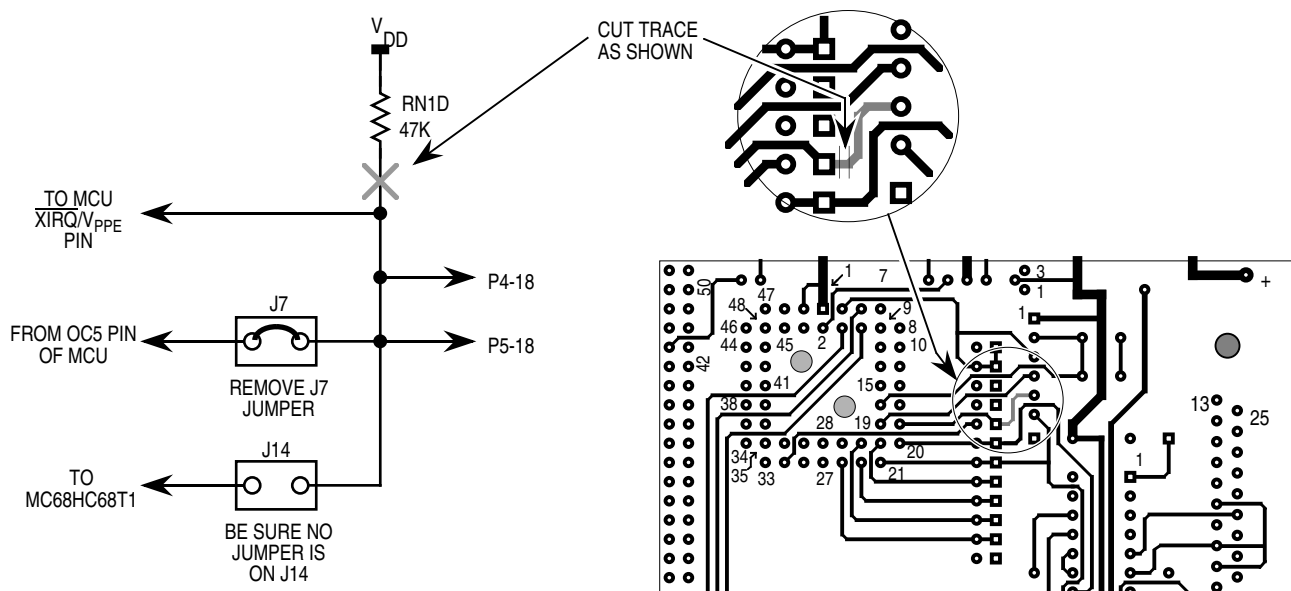 V
DD
RN1D
47K
CUT TRACE
AS SHOWN
TO MCU
XIRQ/VPPE
PIN
P4-18
J7
FROM OC5 PIN
OF MCU
P5-18
REMOVE J7
JUMPER
J14
TO
MC68HC68T1
BE SURE NO
JUMPER IS
ON J14
50
47
1
7
3
1
+
48
9
1
46
2
8
44
45
10
42
41
15
38
13
25
28
19
34
20
1
35
33
27
21